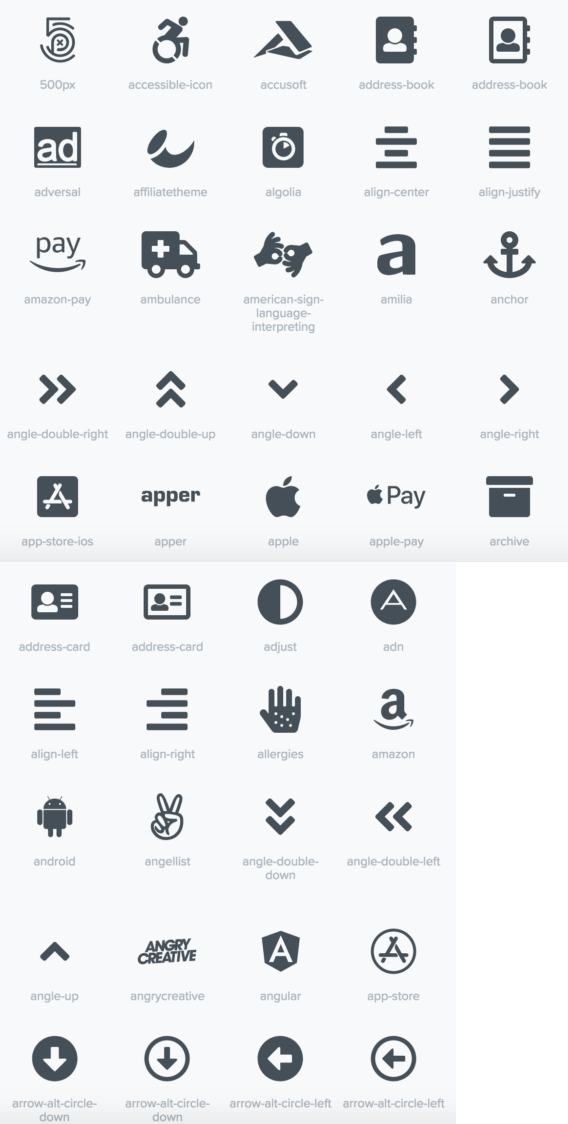 500px accessible-icon accusoft address-book address-book
ad
adversal affiliatetheme algolia align-center align-justify
pay a
amazon-pay ambulance american-sign-language-interpreting amilia anchor
angle-double-right angle-double-up angle-down angle-left angle-right
apper Pay
app-store-ios apper apple apple-pay archive
address-card address-card adjust adn
a
align-left align-right allergies amazon
android angellist angle-double-down angle-double-left
ANGRY CREATIVE A
angle-up angrycreative angular app-store
arrow-alt-circle-down arrow-alt-circle-down arrow-alt-circle-left arrow-alt-circle-left